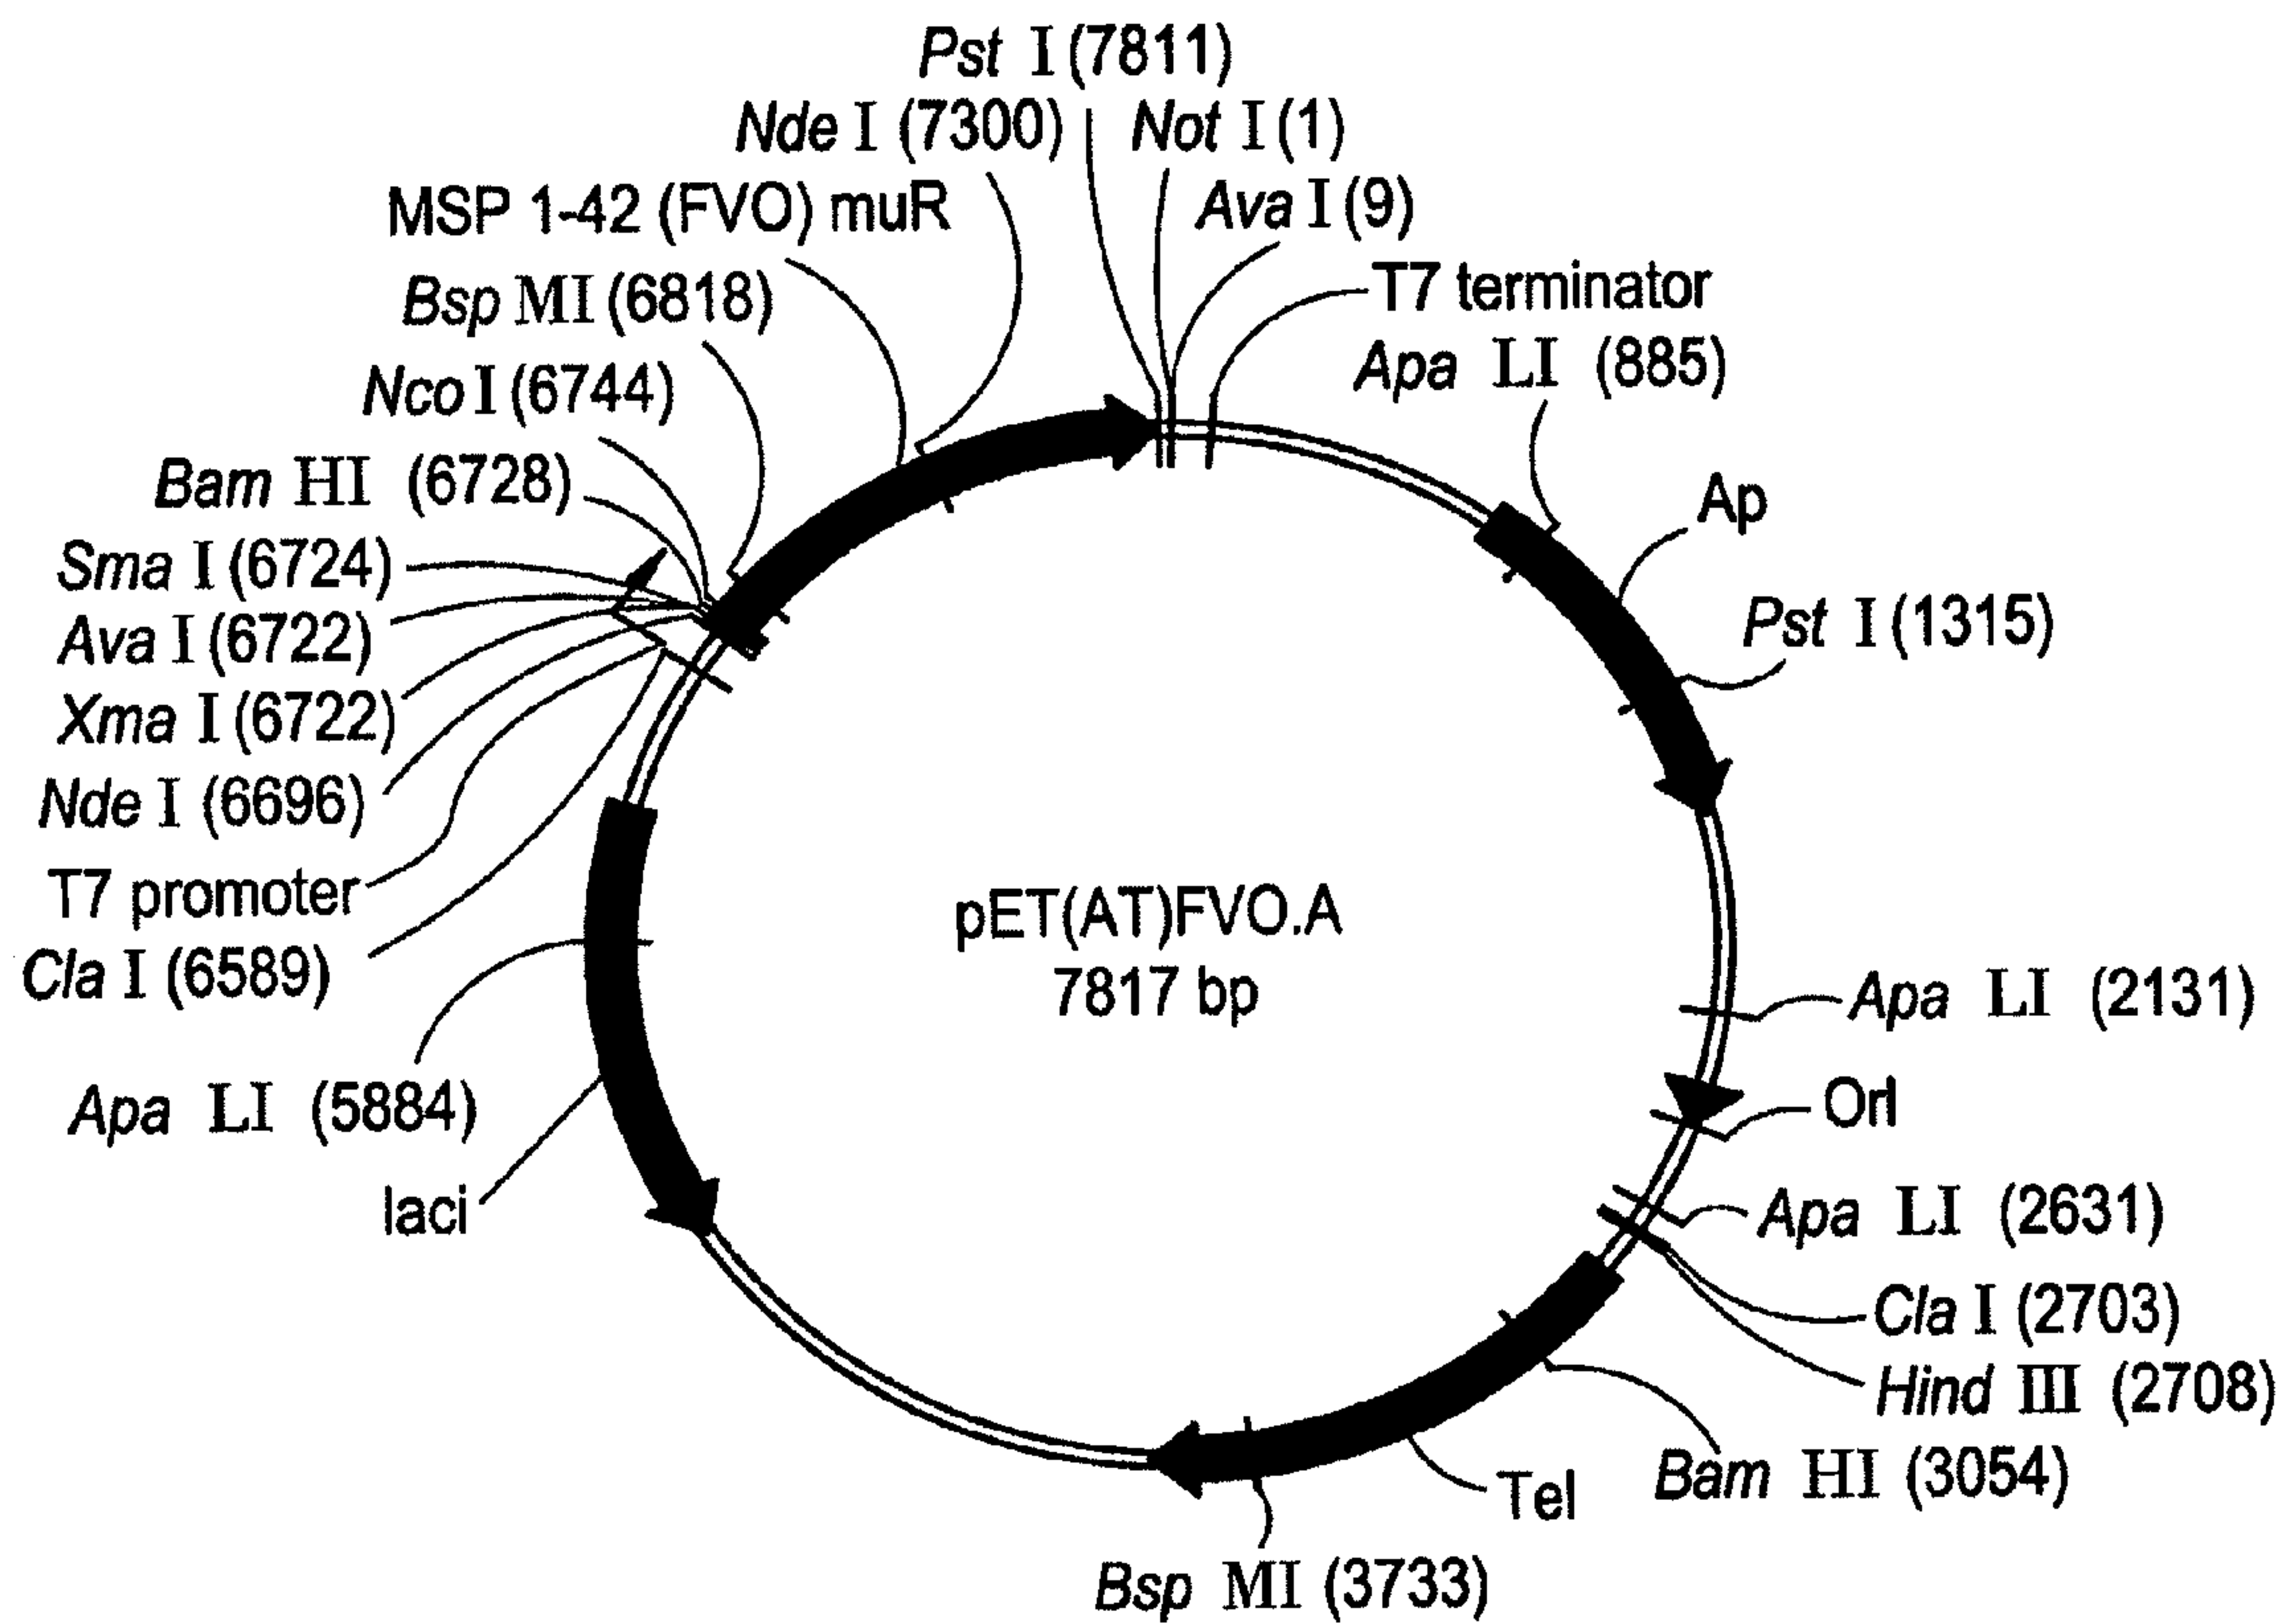 Pst I (7811)
Nde I (7300)
Not I (1)
MSP 1-42 (FVO) muR
Ava I (9)
Bsp MI (6818)
T7 terminator
Nco I (6744)
Apa LI (885)
Bam HI (6728)
Ap
Sma I (6724)
Ava I (6722)
Pst I (1315)
Xma I (6722)
Nde I (6696)
T7 promoter
pET(AT)FVO.A
7817 bp
Cla I (6589)
Apa LI (2131)
Apa LI (5884)
OrI
laci
Apa LI (2631)
Cla I (2703)
Hind III (2708)
Bam HI (3054)
Tel
Bsp MI (3733)